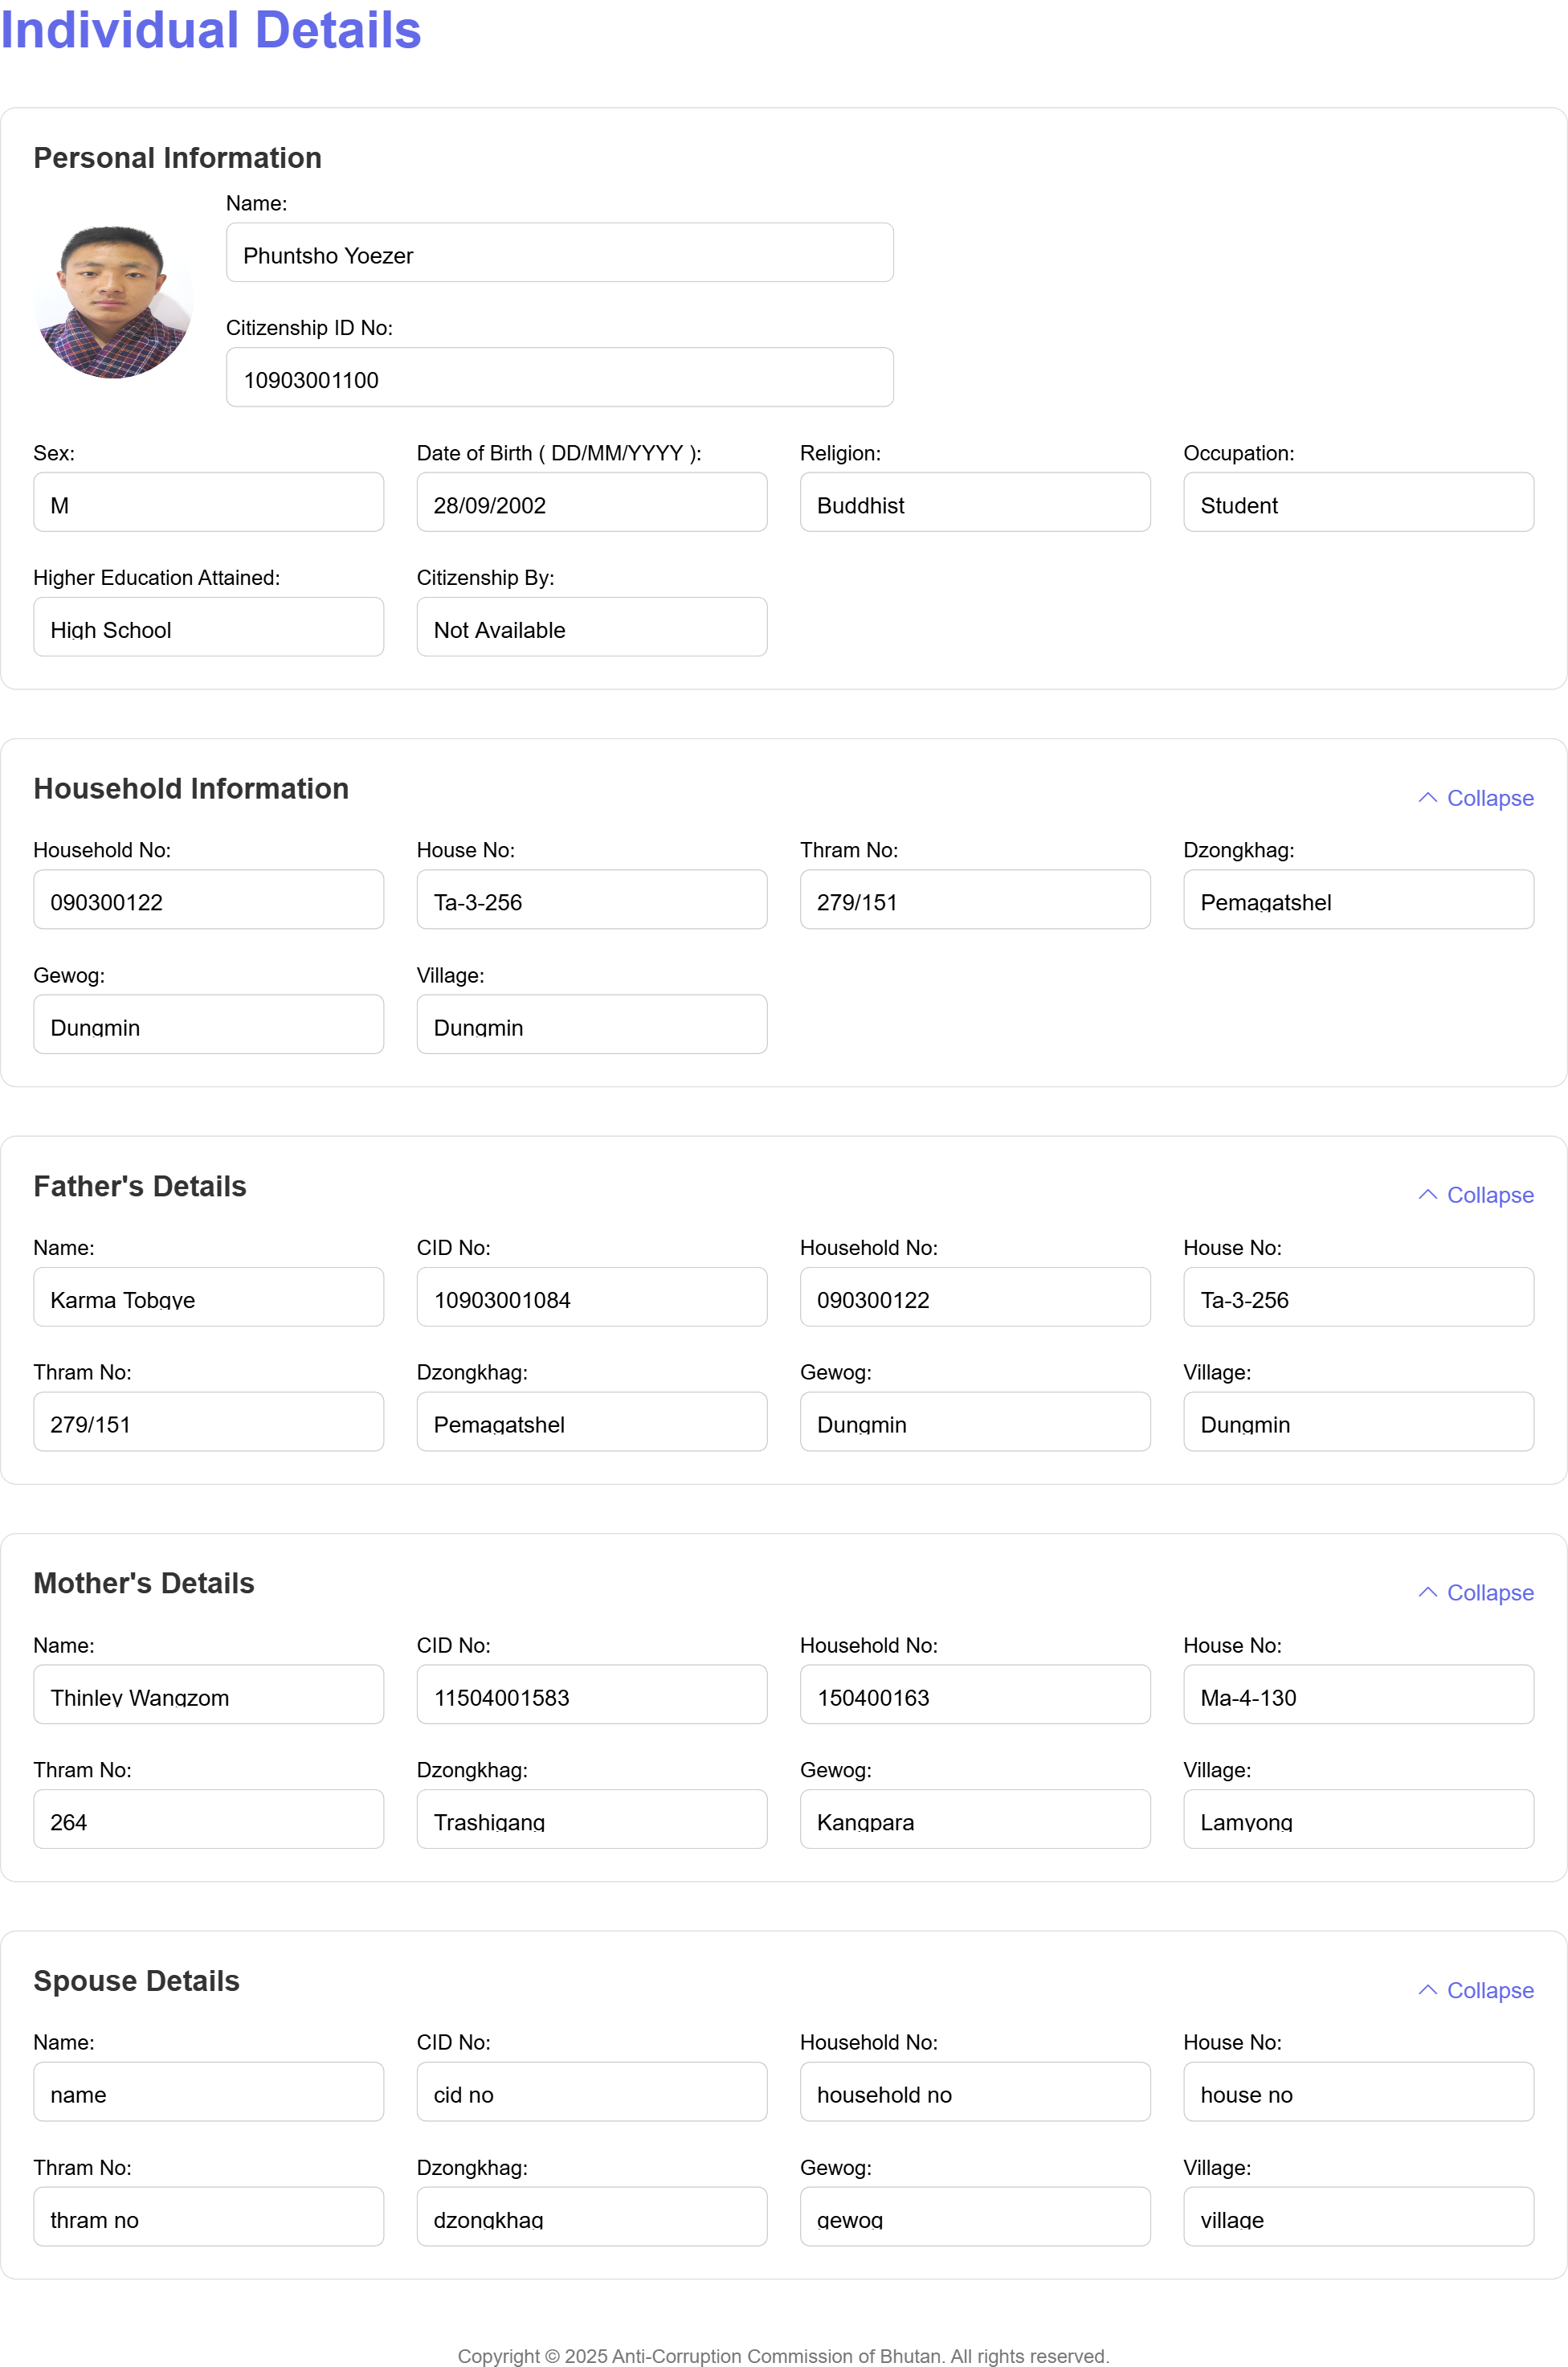 Individual Details
Personal Information
Name:
Phuntsho Yoezer
Citizenship ID No:
10903001100
Sex: Date of Birth ( DD/MM/YYYY ): Religion: Occupation:
M 28/09/2002 Buddhist Student
Higher Education Attained: Citizenship By:
High School Not Available
Household Information
Collapse
Household No: House No: Thram No: Dzongkhag:
090300122 Ta-3-256 279/151 Pemagatshel
Gewog: Village:
Dungmin Dungmin
Father's Details
Collapse
Name: CID No: Household No: House No:
Karma Tobgye 10903001084 090300122 Ta-3-256
Thram No: Dzongkhag: Gewog: Village:
279/151 Pemagatshel Dungmin Dungmin
Mother's Details
Collapse
Name: CID No: Household No: House No:
Thinley Wangzom 11504001583 150400163 Ma-4-130
Thram No: Dzongkhag: Gewog: Village:
264 Trashigang Kangpara Lamyong
Spouse Details
Collapse
Name: CID No: Household No: House No:
name cid no household no house no
Thram No: Dzongkhag: Gewog: Village:
thram no dzongkhag gewog village
Copyright © 2025 Anti-Corruption Commission of Bhutan. All rights reserved.